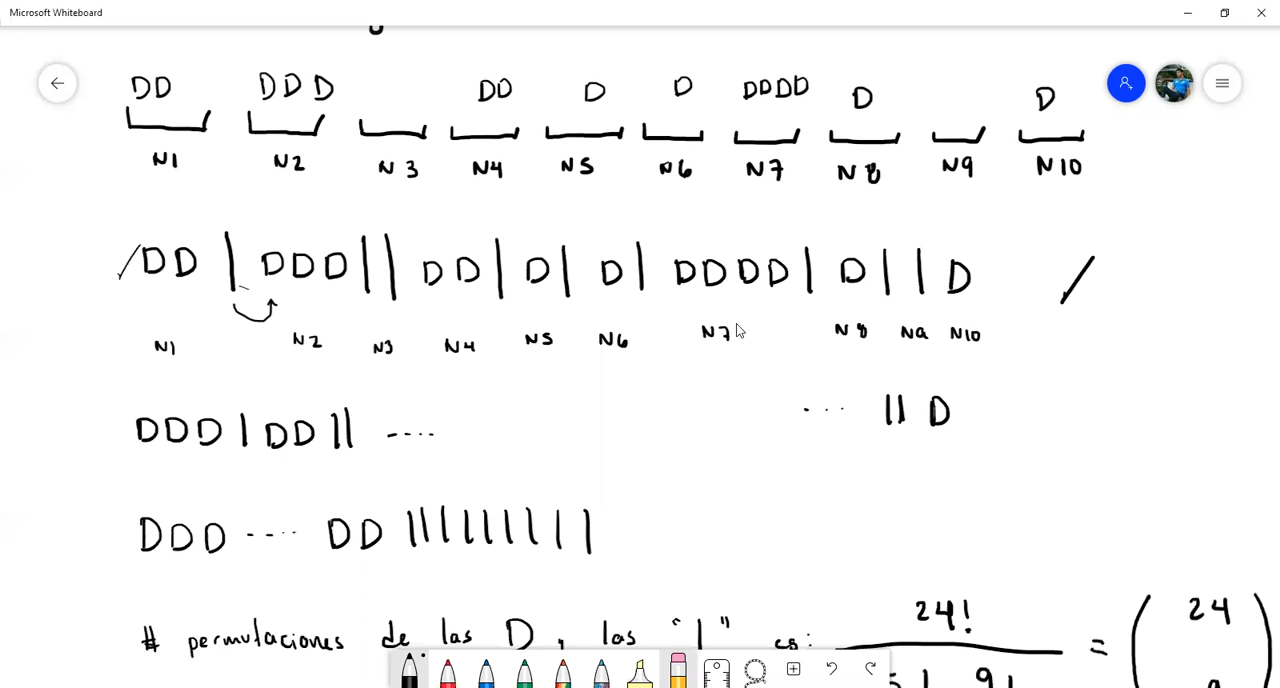 Microsoft Whiteboard
DD DDD DD D D DDDD D D
N1 N2 N3 N4 N5 N6 N7 N8 N9 N10
/DD | DDD || DD | D | D | DDDD | D || D /
N1 N2 N3 N4 N5 N6 N7 N8 N9 N10
DDD | DD || .... ... || D
DDD .... DD |||||||||
# permutaciones de las D y las "|" es: 24! = ( 24
9!